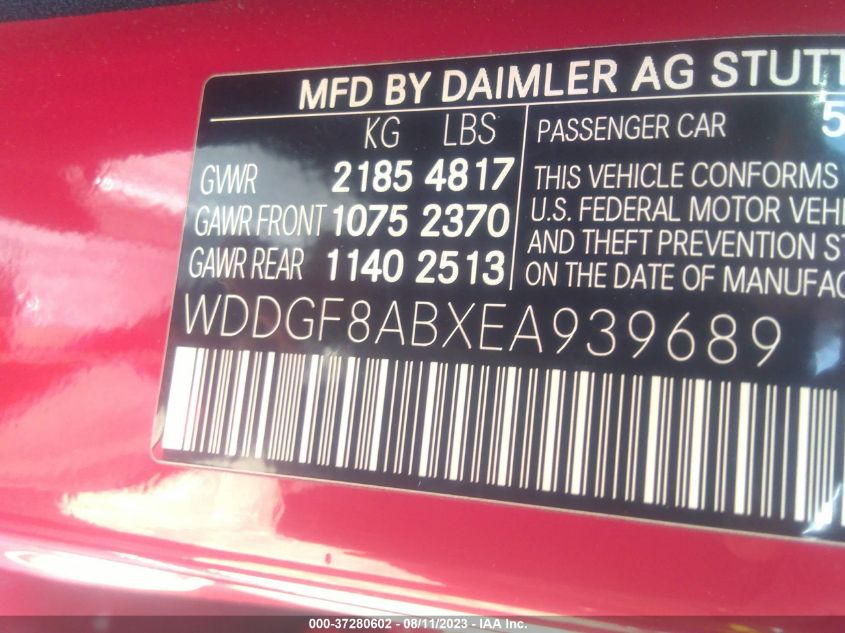 MFD BY DAIMLER AG STUTT
KG LBS
GVWR 2185 4817
GAWR FRONT 1075 2370
GAWR REAR 1140 2513
PASSENGER CAR 5
THIS VEHICLE CONFORMS
U.S. FEDERAL MOTOR VEHI
AND THEFT PREVENTION ST
ON THE DATE OF MANUFAC
WDDGF8ABXEA939689
000-37280602 - 08/11/2023 - IAA Inc.